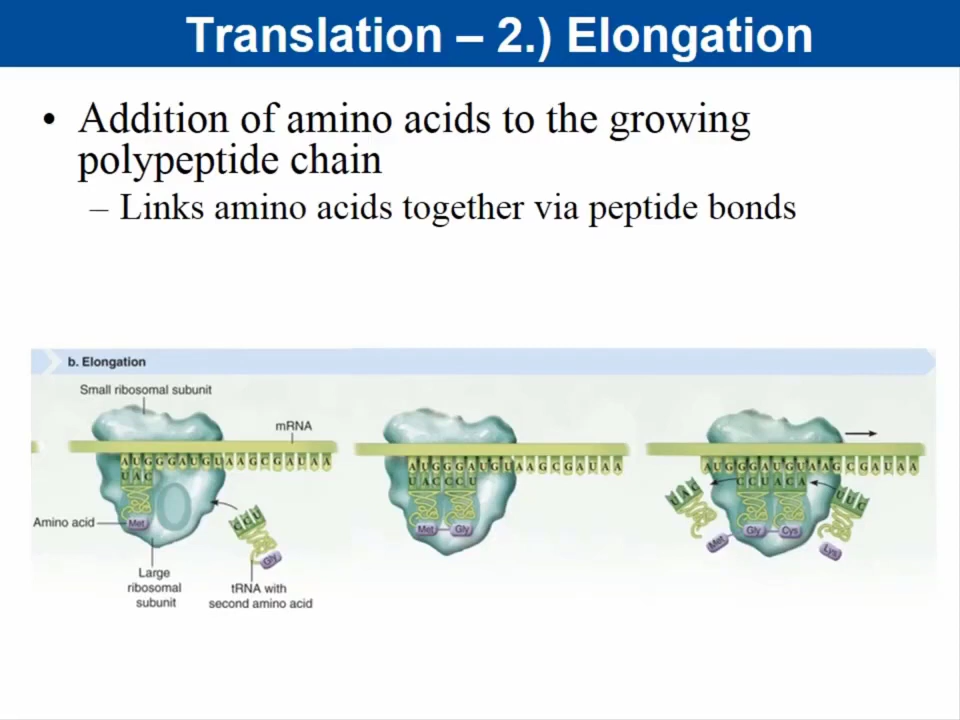 Translation – 2.) Elongation
• Addition of amino acids to the growing
polypeptide chain
– Links amino acids together via peptide bonds
b. Elongation
Small ribosomal subunit
mRNA
A U G G G A U G U A A G C G A U A A
U A C
Amino acid
Met
C C U
Gly
Large
ribosomal
subunit
tRNA with
second amino acid
A U G G G A U G U A A G C G A U A A
U A C C C U
Met
Gly
A U G G G A U G U A A G C G A U A A
U A C
C C U A C A
U U C
Met
Gly
Cys
Lys